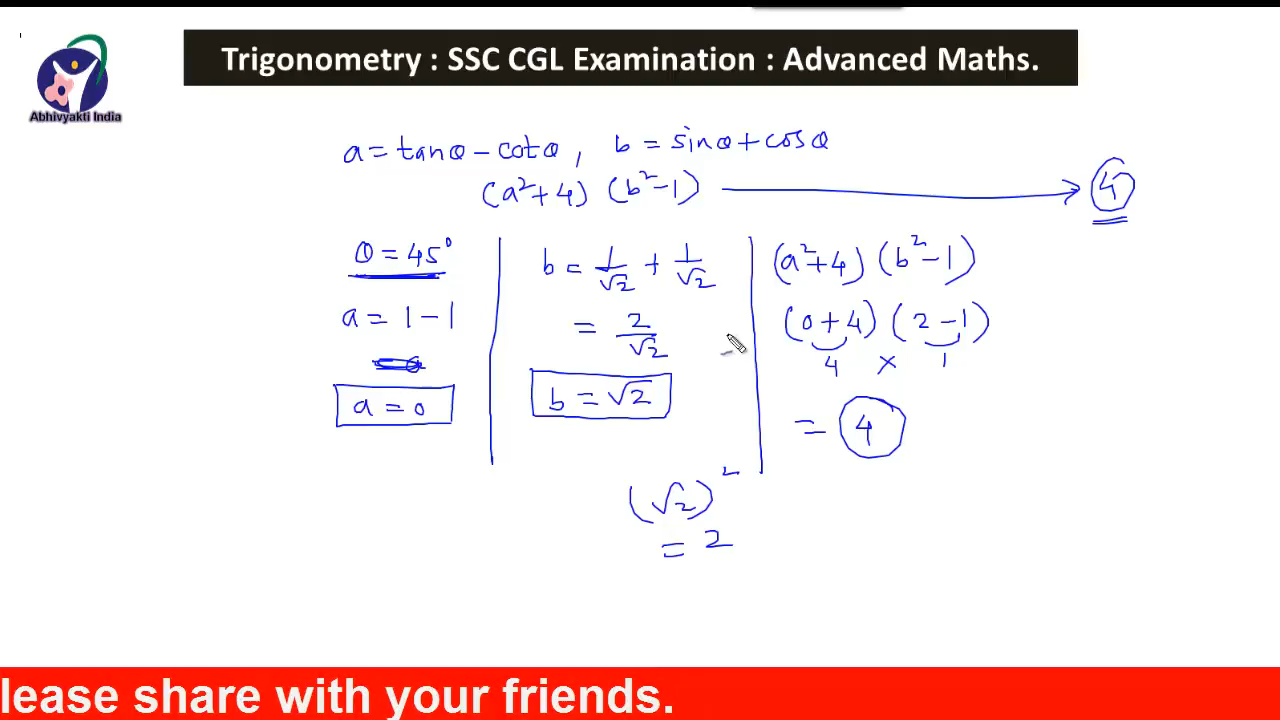 Trigonometry : SSC CGL Examination : Advanced Maths.
Abhivyakti India
a = tanθ - cotθ, b = sinθ + cosθ
(a²+4) (b²-1) → 4
θ = 45°
a = 1 - 1
a = 0
b = 1/√2 + 1/√2
= 2/√2
b = √2
(a²+4) (b²-1)
(0+4) (2-1)
4 × 1
= 4
(√2)²
= 2
lease share with your friends.